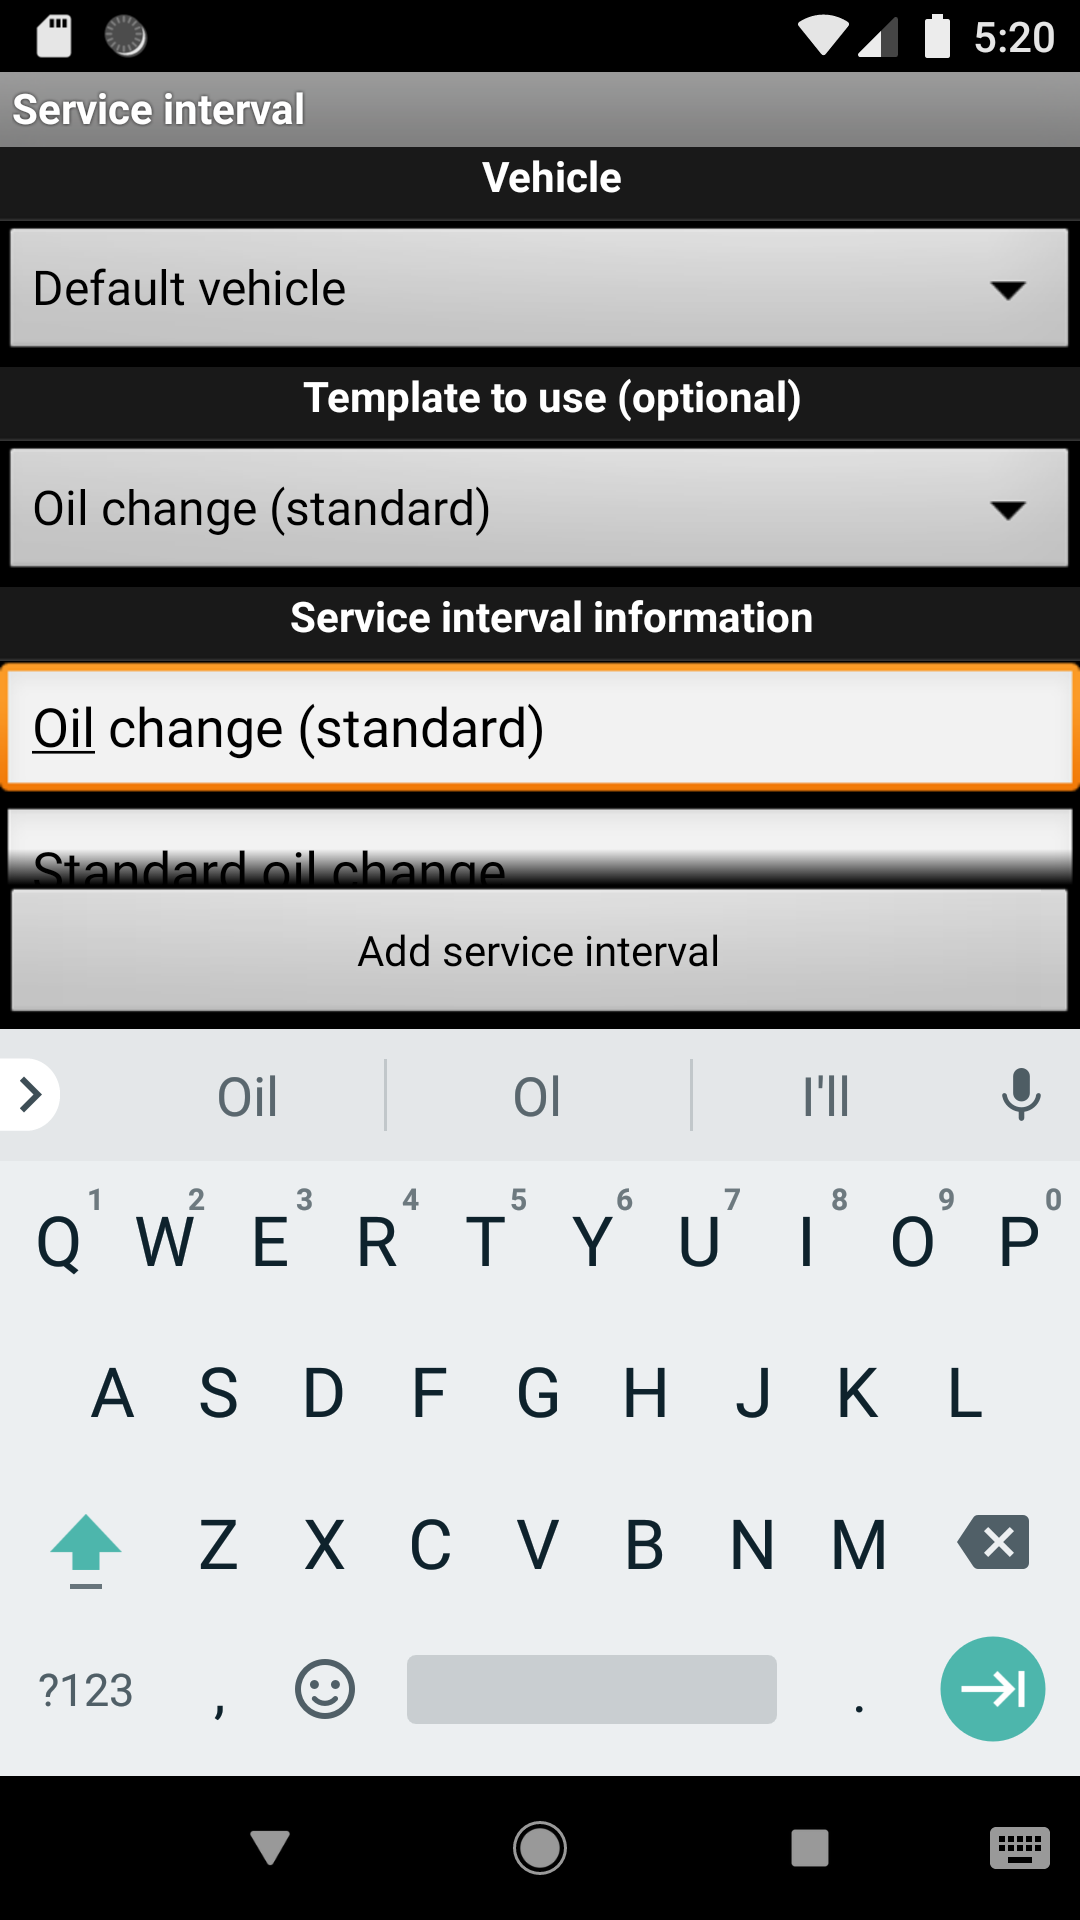 5:20
Service interval
Vehicle
Default vehicle
Template to use (optional)
Oil change (standard)
Service interval information
Oil change (standard)
Standard oil change
Add service interval
Oil Ol I'll
1 2 3 4 5 6 7 8 9 0
Q W E R T Y U I O P
A S D F G H J K L
Z X C V B N M
?123 , .